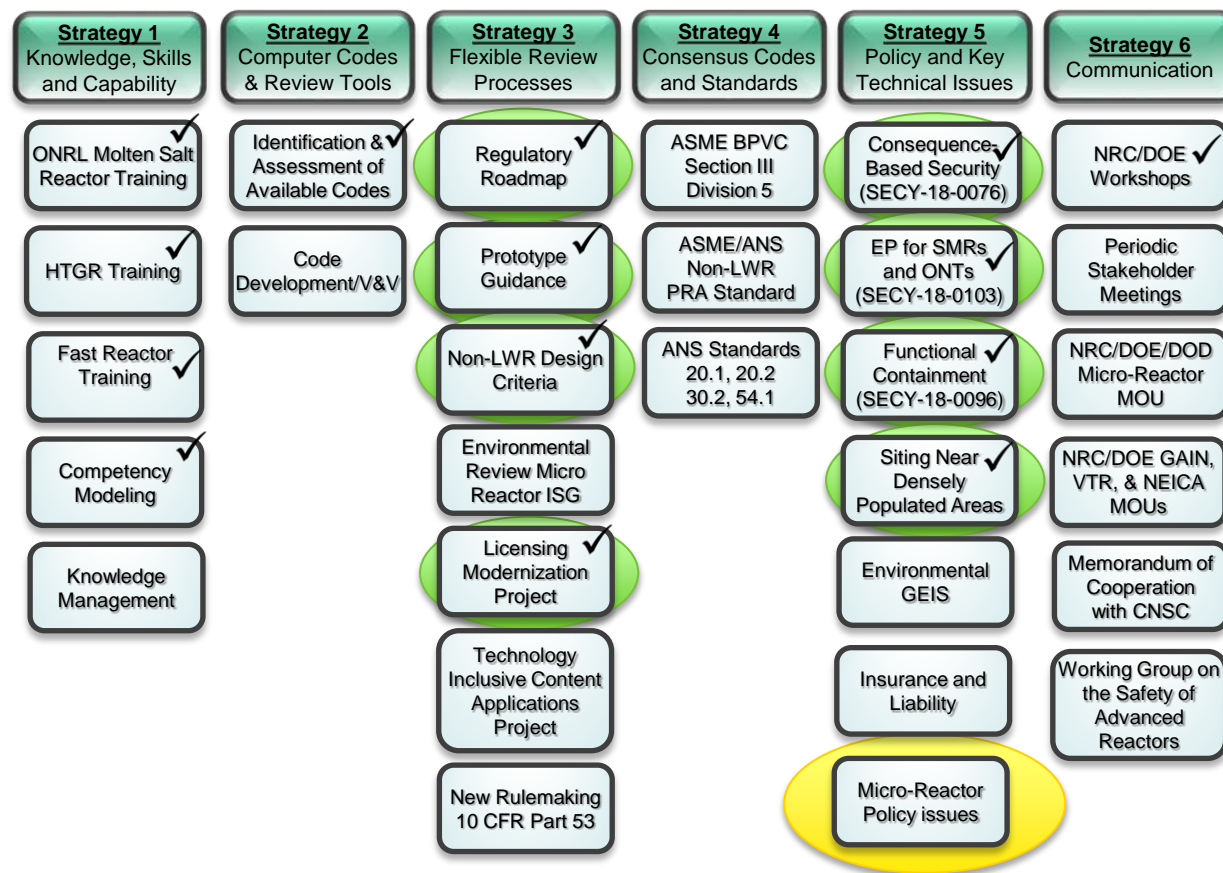 Strategy 1
Knowledge, Skills
and Capability
ONRL Molten Salt
Reactor Training
HTGR Training
Fast Reactor
Training
Competency
Modeling
Knowledge
Management
Strategy 2
Computer Codes
& Review Tools
Identification &
Assessment of
Available Codes
Code
Development/V&V
Strategy 3
Flexible Review
Processes
Regulatory
Roadmap
Prototype
Guidance
Non-LWR Design
Criteria
Environmental
Review Micro
Reactor ISG
Licensing
Modernization
Project
Technology
Inclusive Content
Applications
Project
New Rulemaking
10 CFR Part 53
Strategy 4
Consensus Codes
and Standards
ASME BPVC
Section III
Division 5
ASME/ANS
Non-LWR
PRA Standard
ANS Standards
20.1, 20.2
30.2, 54.1
Strategy 5
Policy and Key
Technical Issues
Consequence-
Based Security
(SECY-18-0076)
EP for SMRs
and ONTs
(SECY-18-0103)
Functional
Containment
(SECY-18-0096)
Siting Near
Densely
Populated Areas
Environmental
GEIS
Insurance and
Liability
Micro-Reactor
Policy issues
Strategy 6
Communication
NRC/DOE
Workshops
Periodic
Stakeholder
Meetings
NRC/DOE/DOD
Micro-Reactor
MOU
NRC/DOE GAIN,
VTR, & NEICA
MOUs
Memorandum of
Cooperation
with CNSC
Working Group on
the Safety of
Advanced
Reactors